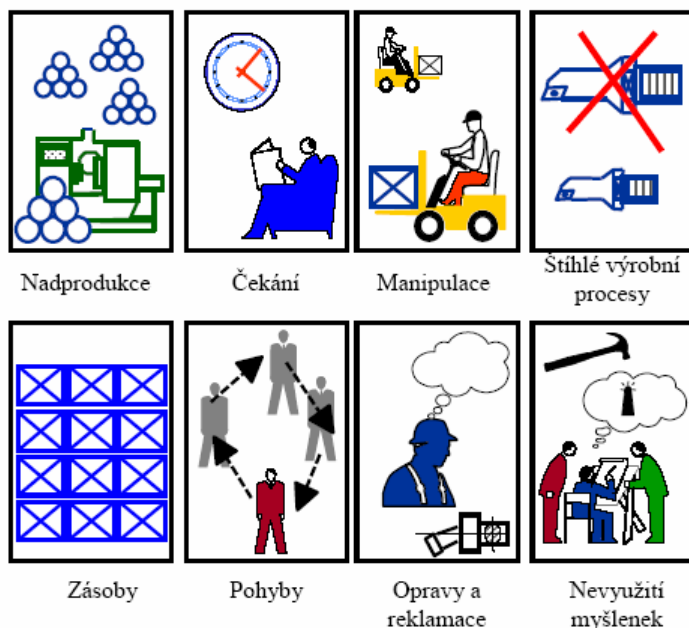 Nadprodukce
Čekání
Manipulace
Štíhlé výrobní
procesy
Zásoby
Pohyby
Opravy a
reklamace
Nevyužití
myšlenek